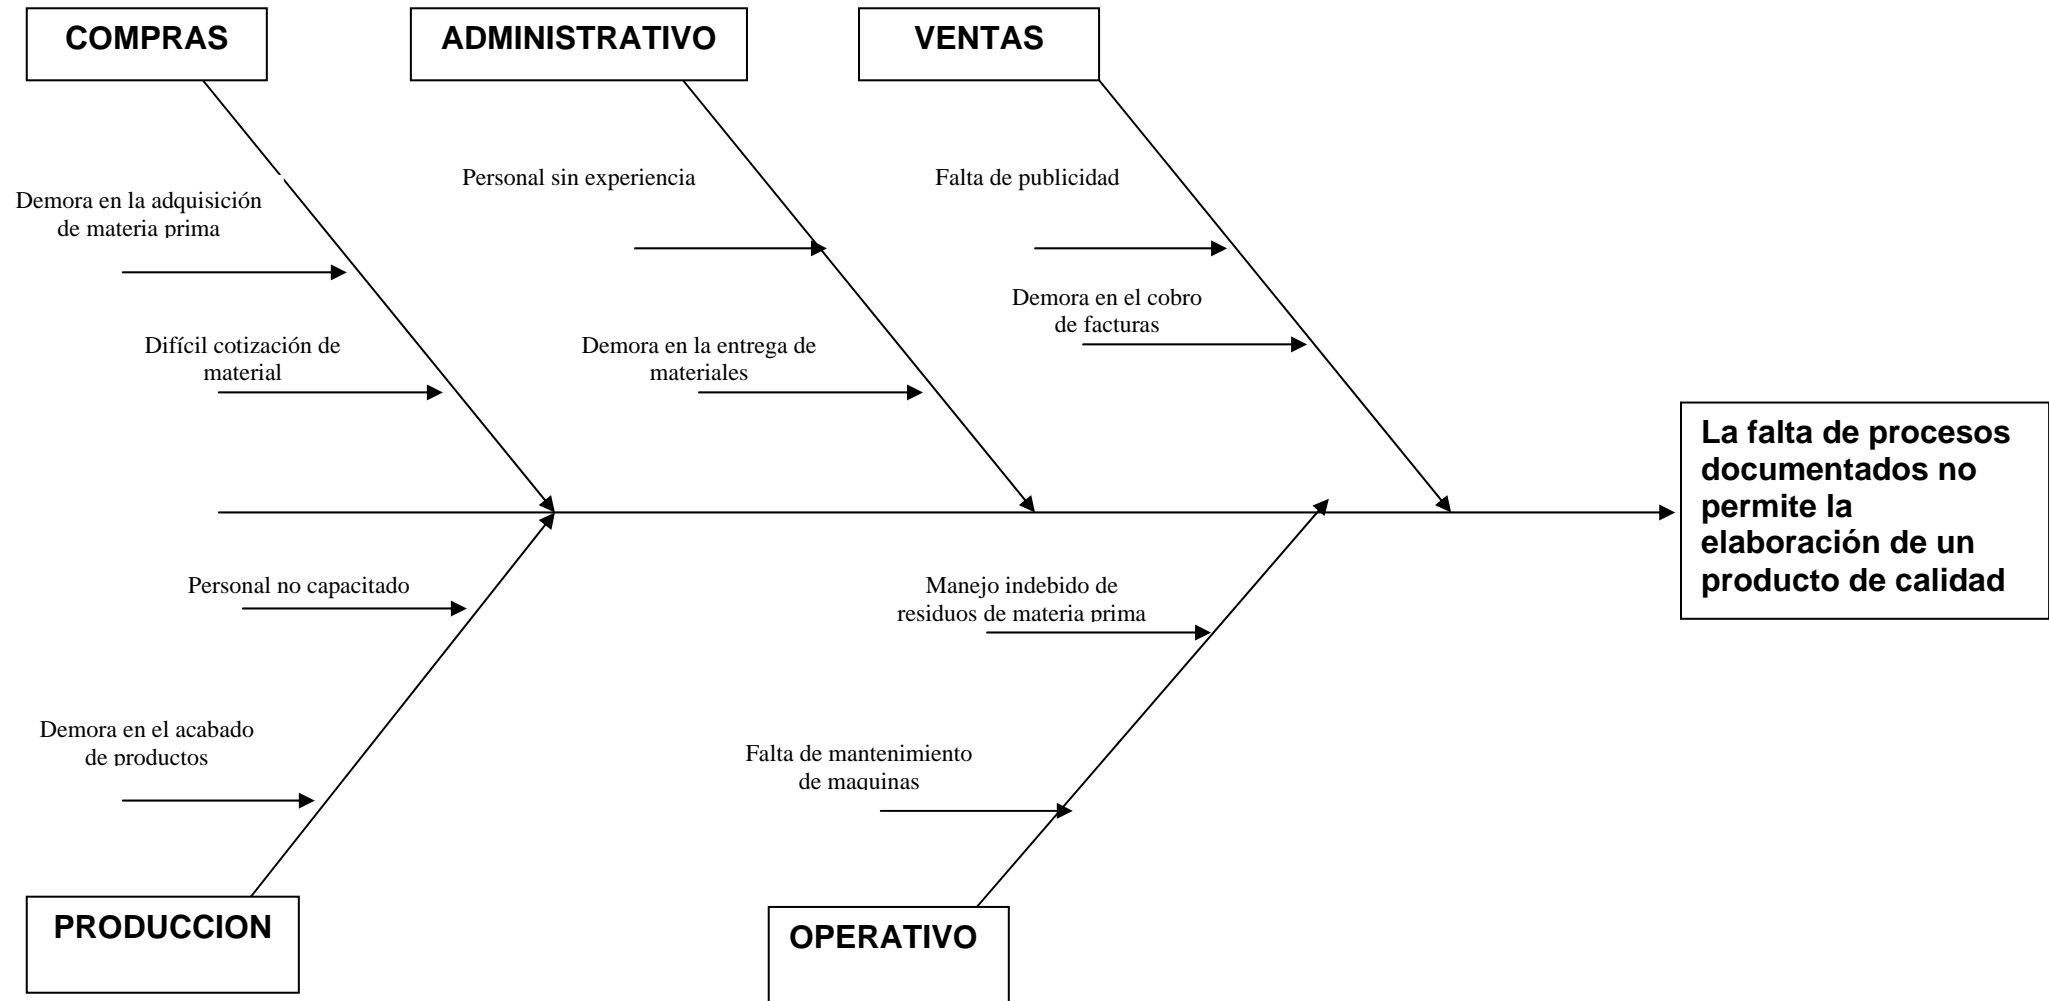 COMPRAS
ADMINISTRATIVO
VENTAS
Personal sin experiencia
Falta de publicidad
Demora en la adquisición
de materia prima
Demora en el cobro
de facturas
Difícil cotización de
material
Demora en la entrega de
materiales
La falta de procesos
documentados no
permite la
elaboración de un
producto de calidad
Personal no capacitado
Manejo indebido de
residuos de materia prima
Demora en el acabado
de productos
Falta de mantenimiento
de maquinas
PRODUCCION
OPERATIVO